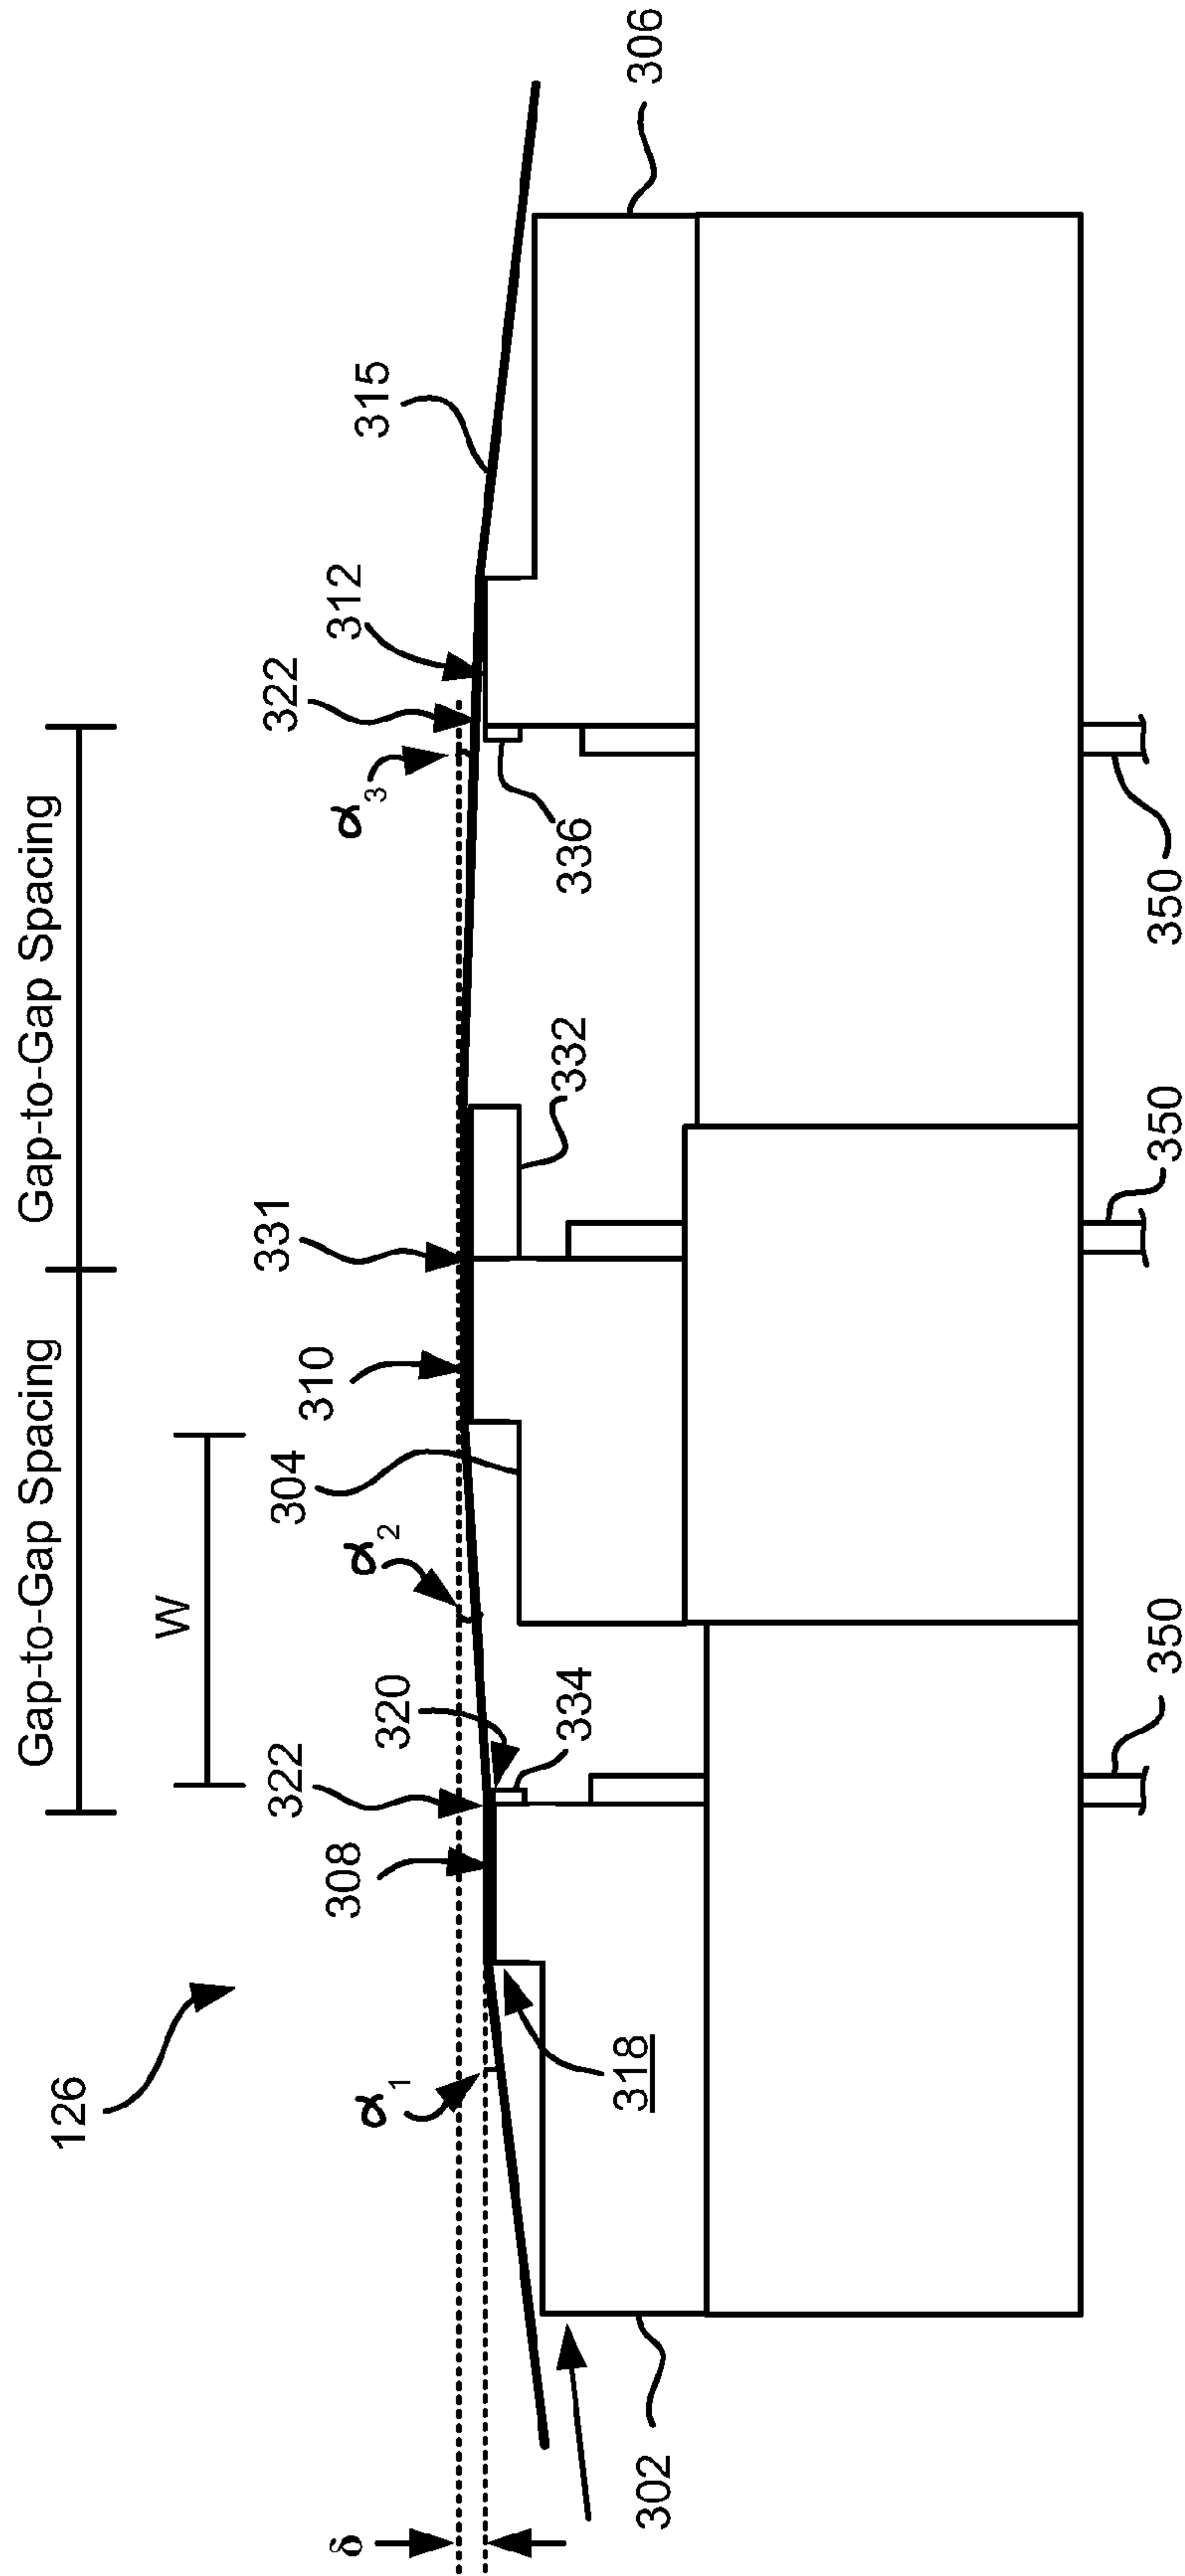 Gap-to-Gap Spacing
Gap-to-Gap Spacing
W
126
δ
α1
308
322
320
334
α2
304
310
331
332
α3
322
312
336
315
306
318
302
350
350
350